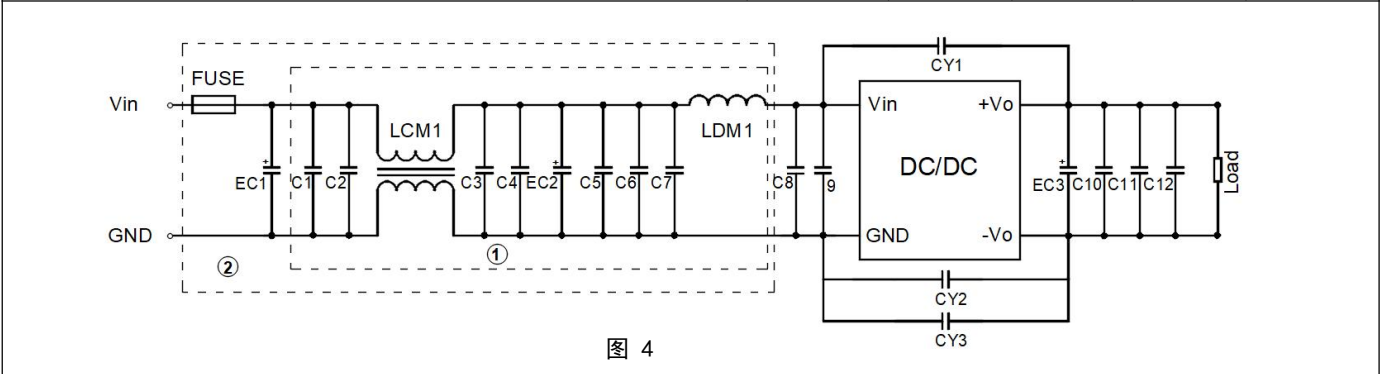 CY1
FUSE
Vin
LCM1
LDM1
Vin
+Vo
DC/DC
EC1
C1
C2
C3
C4
EC2
C5
C6
C7
C8
9
EC3
C10
C11
C12
Load
GND
GND
-Vo
②
①
CY2
CY3
图 4